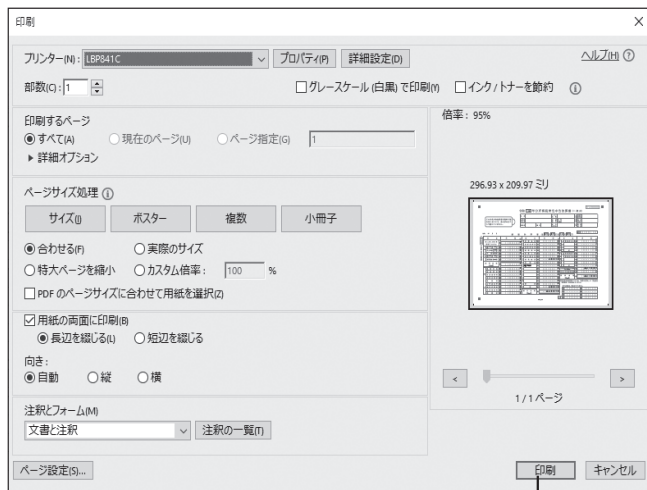 印刷
プリンター(N): LBP841C プロパティ(P) 詳細設定(D) ヘルプ(H)
部数(C): 1 グレースケール (白黒) で印刷(Y) インク / トナーを節約
印刷するページ
すべて(A) 現在のページ(U) ページ指定(G) 1
詳細オプション
ページサイズ処理
サイズ(I) ポスター 複数 小冊子
合わせる(F) 実際のサイズ
特大ページを縮小 カスタム倍率: 100 %
PDF のページサイズに合わせて用紙を選択(Z)
用紙の両面に印刷(B)
長辺を綴じる(L) 短辺を綴じる
向き:
自動 縦 横
注釈とフォーム(M)
文書と注釈 注釈の一覧(T)
倍率: 95%
296.93 x 209.97 ミリ
< >
1 / 1 ページ
ページ設定(S)... 印刷 キャンセル